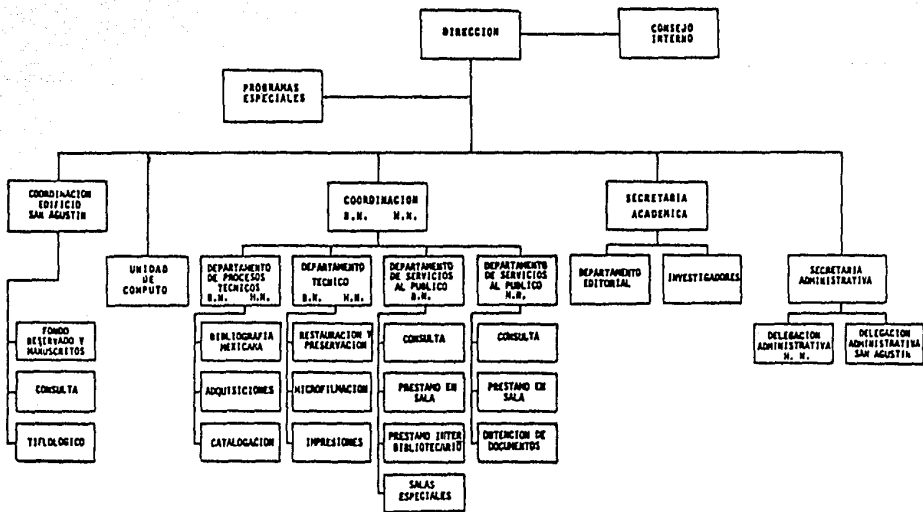 DIRECCION
CONSEJO
INTERNO
PROGRAMAS
ESPECIALES
COORDINACION
EDIFICIO
SAN AGUSTIN
COORDINACION
B.N. H.N.
SECRETARIA
ACADEMICA
UNIDAD
DE
COMPUTO
DEPARTAMENTO
DE PROCESOS
TECNICOS
B.N. H.N.
DEPARTAMENTO
TECNICO
B.N. H.N.
DEPARTAMENTO
DE SERVICIOS
AL PUBLICO
B.N.
DEPARTAMENTO
DE SERVICIOS
AL PUBLICO
H.N.
DEPARTAMENTO
EDITORIAL
INVESTIGADORES
SECRETARIA
ADMINISTRATIVA
FONDO
RESERVADO Y
MANUSCRITOS
BIBLIOGRAFIA
MEXICANA
RESTAURACION Y
PRESERVACION
CONSULTA
CONSULTA
DELEGACION
ADMINISTRATIVA
H. N.
DELEGACION
ADMINISTRATIVA
SAN AGUSTIN
CONSULTA
ADQUISICIONES
MICROFILMACION
PRESTAMO EN
SALA
PRESTAMO EN
SALA
TIFLOLOGICO
CATALOGACION
IMPRESIONES
PRESTAMO INTER
BIBLIOTECARIO
OBTENCION DE
DOCUMENTOS
SALAS
ESPECIALES